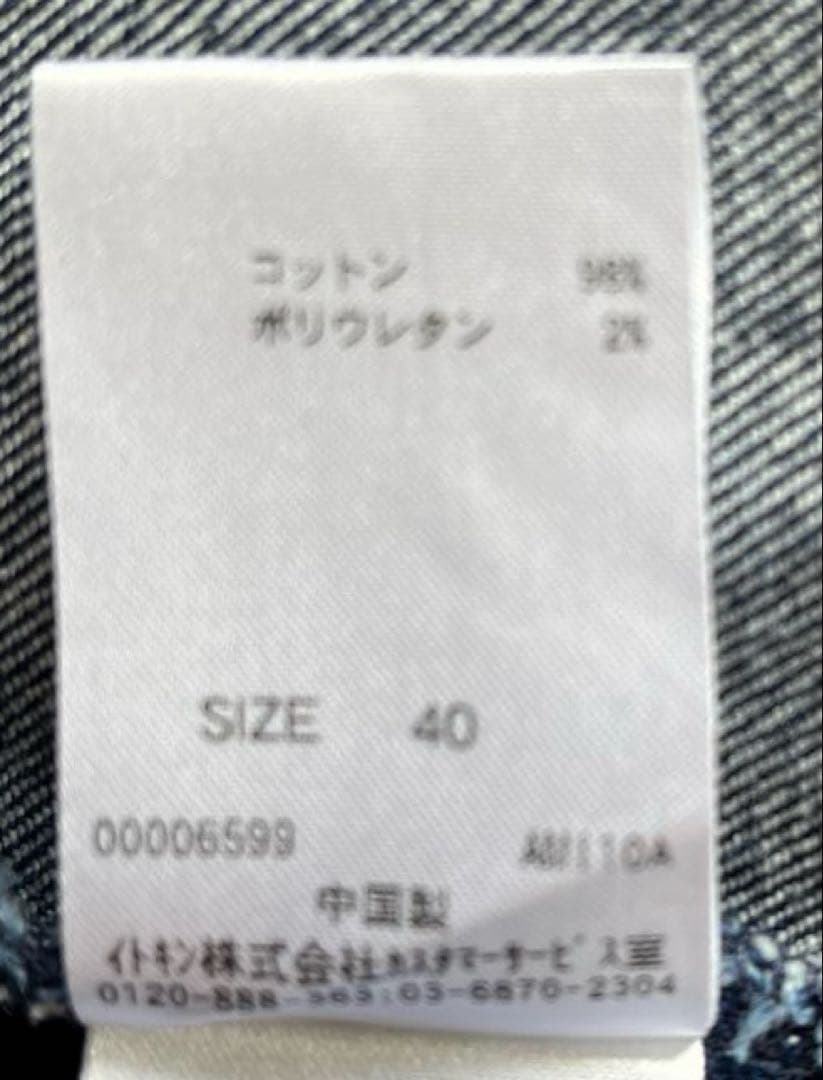 コットン 98%
ポリウレタン 2%
SIZE 40
00006599
中国製
イトキン株式会社カスタマーサービス室
0120-888-565:03-6870-2304